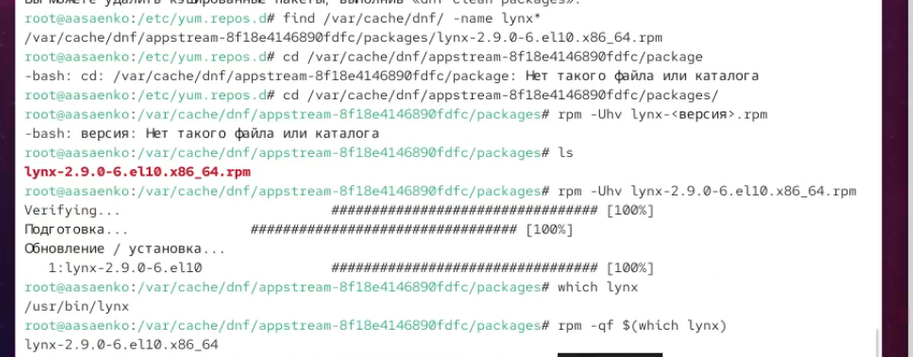 Вы можете удалить кэшированные пакеты, выполнив «dnf clean packages».
root@aasaenko:/etc/yum.repos.d# find /var/cache/dnf/ -name lynx*
/var/cache/dnf/appstream-8f18e4146890fdfc/packages/lynx-2.9.0-6.el10.x86_64.rpm
root@aasaenko:/etc/yum.repos.d# cd /var/cache/dnf/appstream-8f18e4146890fdfc/package
-bash: cd: /var/cache/dnf/appstream-8f18e4146890fdfc/package: Нет такого файла или каталога
root@aasaenko:/etc/yum.repos.d# cd /var/cache/dnf/appstream-8f18e4146890fdfc/packages/
root@aasaenko:/var/cache/dnf/appstream-8f18e4146890fdfc/packages# rpm -Uhv lynx-<версия>.rpm
-bash: версия: Нет такого файла или каталога
root@aasaenko:/var/cache/dnf/appstream-8f18e4146890fdfc/packages# ls
lynx-2.9.0-6.el10.x86_64.rpm
root@aasaenko:/var/cache/dnf/appstream-8f18e4146890fdfc/packages# rpm -Uhv lynx-2.9.0-6.el10.x86_64.rpm
Verifying... ################################# [100%]
Подготовка... ################################# [100%]
Обновление / установка...
1:lynx-2.9.0-6.el10 ################################# [100%]
root@aasaenko:/var/cache/dnf/appstream-8f18e4146890fdfc/packages# which lynx
/usr/bin/lynx
root@aasaenko:/var/cache/dnf/appstream-8f18e4146890fdfc/packages# rpm -qf $(which lynx)
lynx-2.9.0-6.el10.x86_64